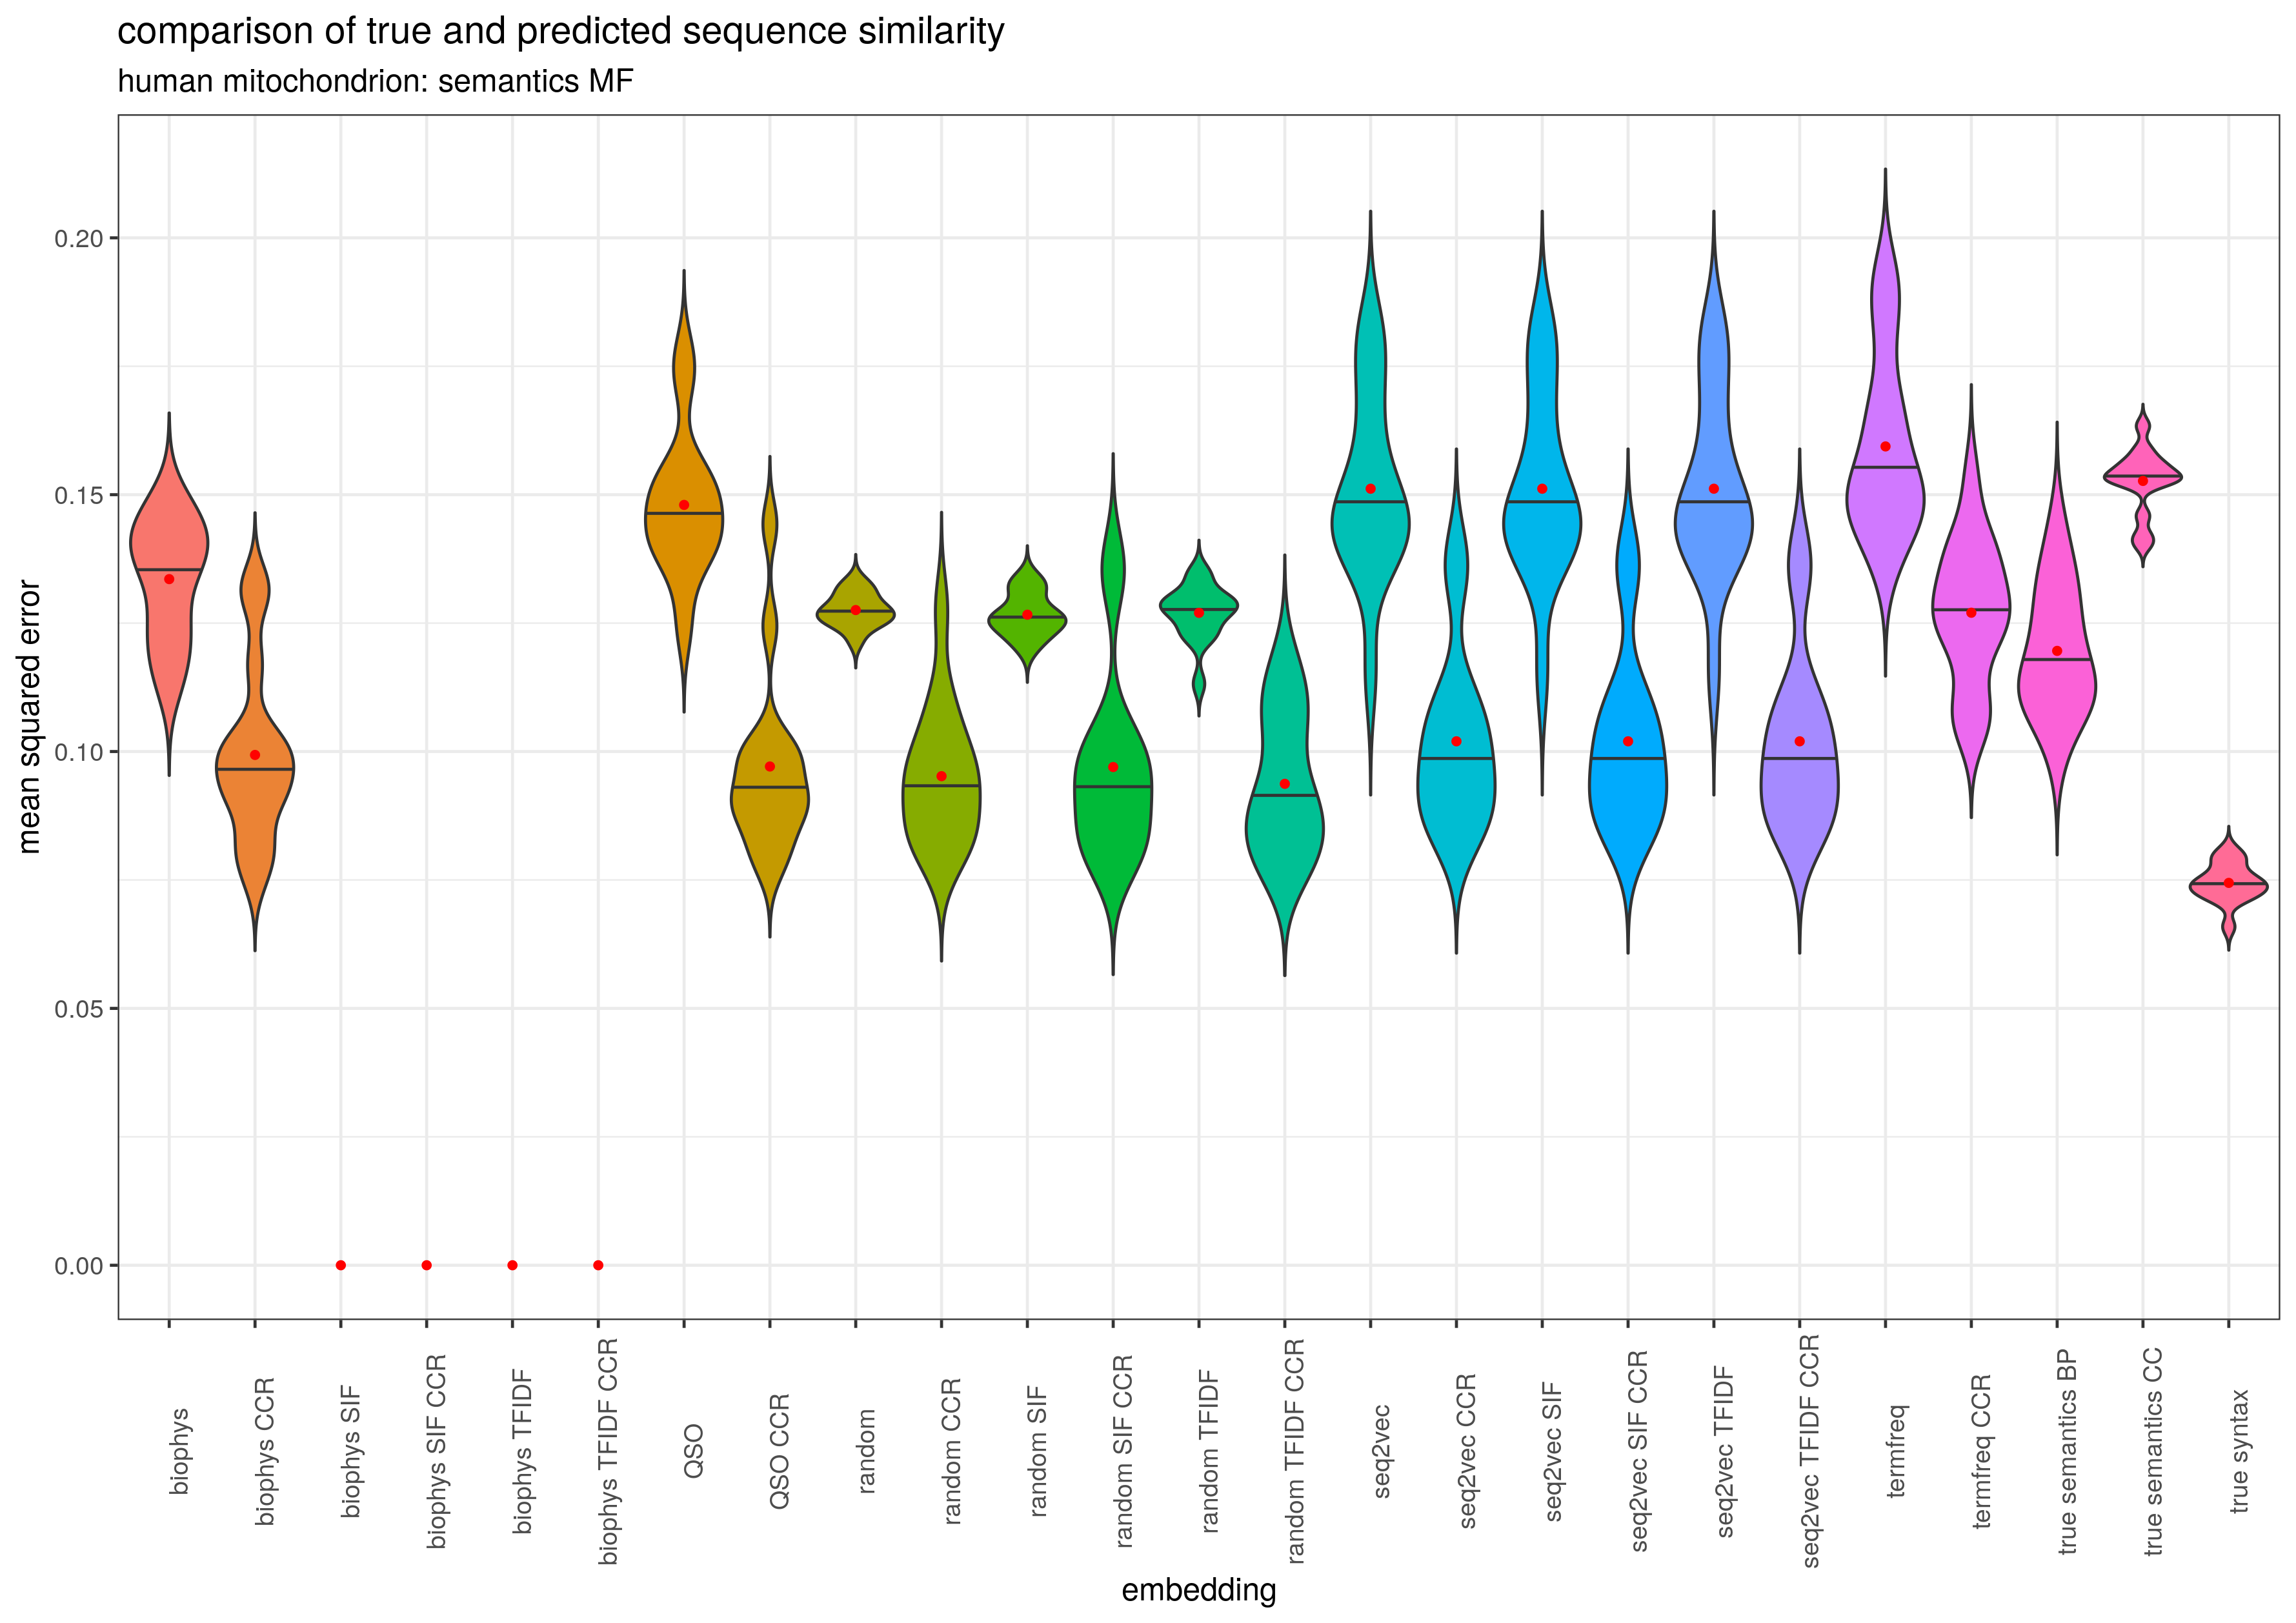 comparison of true and predicted sequence similarity
human mitochondrion: semantics MF
mean squared error
0.20
0.15
0.10
0.05
0.00
biophys
biophys CCR
biophys SIF
biophys SIF CCR
biophys TFIDF
biophys TFIDF CCR
QSO
QSO CCR
random
random CCR
random SIF
random SIF CCR
random TFIDF
random TFIDF CCR
seq2vec
seq2vec CCR
seq2vec SIF
seq2vec SIF CCR
seq2vec TFIDF
seq2vec TFIDF CCR
termfreq
termfreq CCR
true semantics BP
true semantics CC
true syntax
embedding